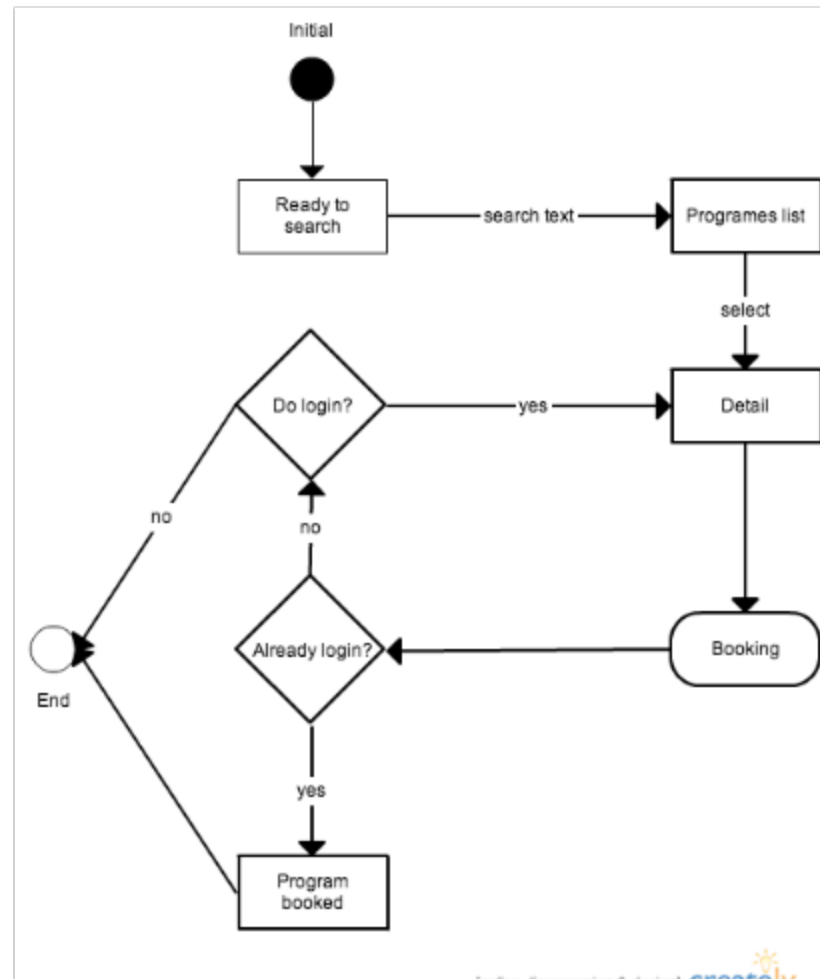 Initial
Ready to
search
search text
Programes list
select
Do login?
yes
Detail
no
no
Already login?
Booking
End
yes
Program
booked
creately